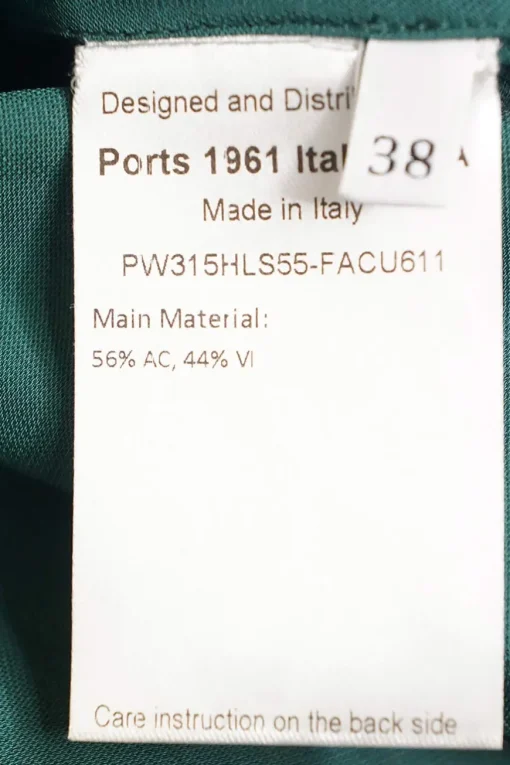 Designed and Distri
Ports 1961 Ital A
38
Made in Italy
PW315HLS55-FACU611
Main Material:
56% AC, 44% VI
Care instruction on the back side